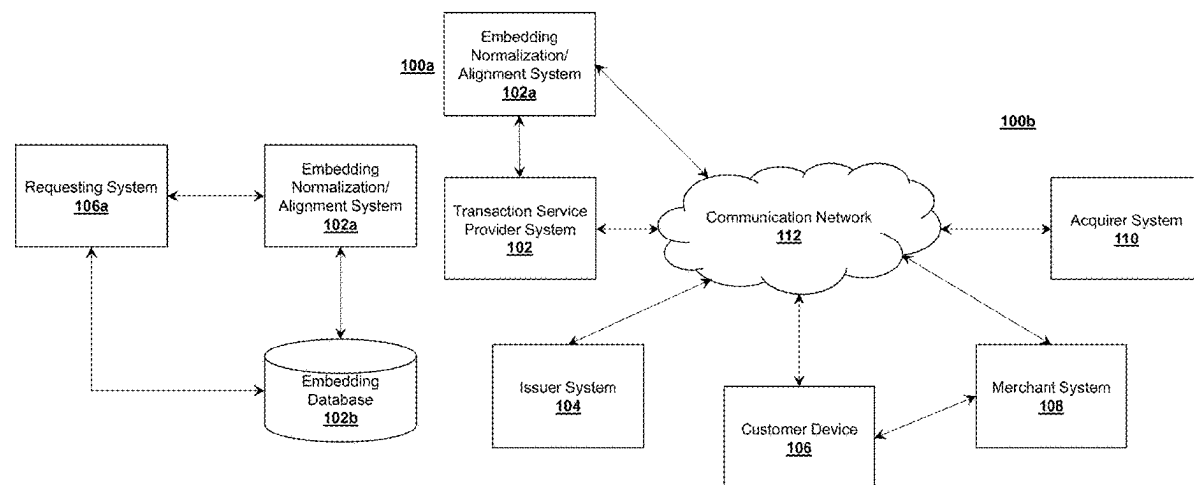 100a
Requesting System
106a
Embedding
Normalization/
Alignment System
102a
Embedding
Database
102b
100b
Embedding
Normalization/
Alignment System
102a
Transaction Service
Provider System
102
Communication Network
112
Acquirer System
110
Issuer System
104
Customer Device
106
Merchant System
108